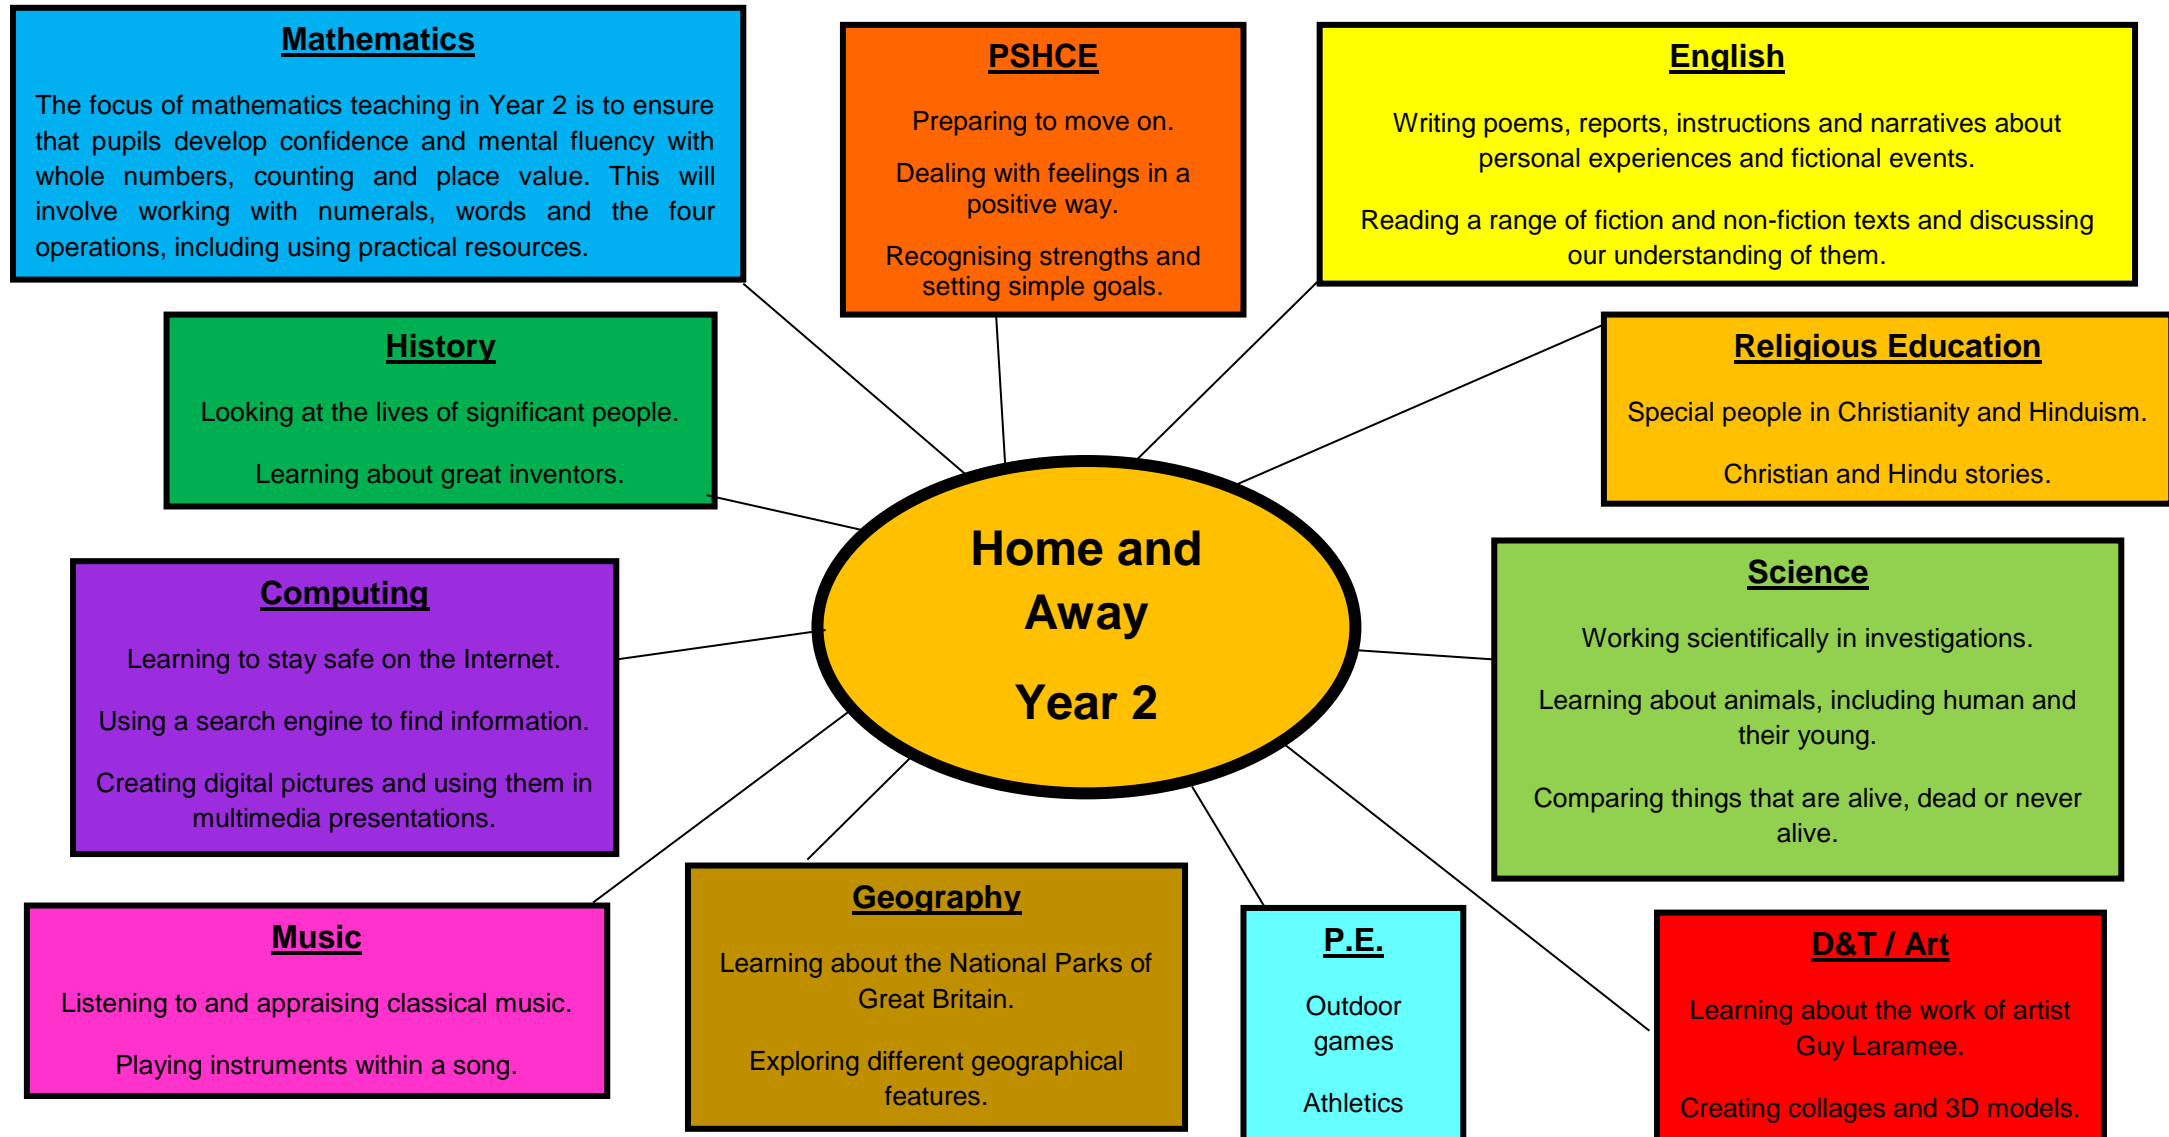 Mathematics
The focus of mathematics teaching in Year 2 is to ensure
that pupils develop confidence and mental fluency with
whole numbers, counting and place value. This will
involve working with numerals, words and the four
operations, including using practical resources.
PSHCE
Preparing to move on.
Dealing with feelings in a
positive way.
Recognising strengths and
setting simple goals.
English
Writing poems, reports, instructions and narratives about
personal experiences and fictional events.
Reading a range of fiction and non-fiction texts and discussing
our understanding of them.
History
Looking at the lives of significant people.
Learning about great inventors.
Religious Education
Special people in Christianity and Hinduism.
Christian and Hindu stories.
Home and
Away
Year 2
Computing
Learning to stay safe on the Internet.
Using a search engine to find information.
Creating digital pictures and using them in
multimedia presentations.
Science
Working scientifically in investigations.
Learning about animals, including human and
their young.
Comparing things that are alive, dead or never
alive.
Music
Listening to and appraising classical music.
Playing instruments within a song.
Geography
Learning about the National Parks of
Great Britain.
Exploring different geographical
features.
P.E.
Outdoor
games
Athletics
D&T / Art
Learning about the work of artist
Guy Laramee.
Creating collages and 3D models.